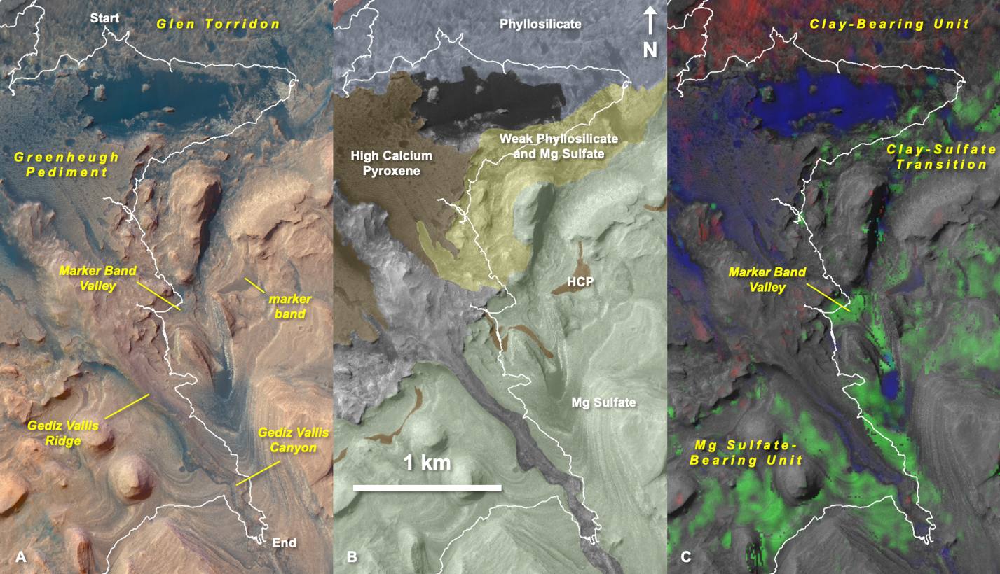 Start
Glen Torridon
Greenheugh
Pediment
Marker Band
Valley
marker
band
Gediz Vallis
Ridge
Gediz Vallis
Canyon
End
A
Phyllosilicate
N
High Calcium
Pyroxene
Weak Phyllosilicate
and Mg Sulfate
HCP
Mg Sulfate
1 km
B
Clay-Bearing Unit
Clay-Sulfate
Transition
Marker Band
Valley
Mg Sulfate-
Bearing Unit
C